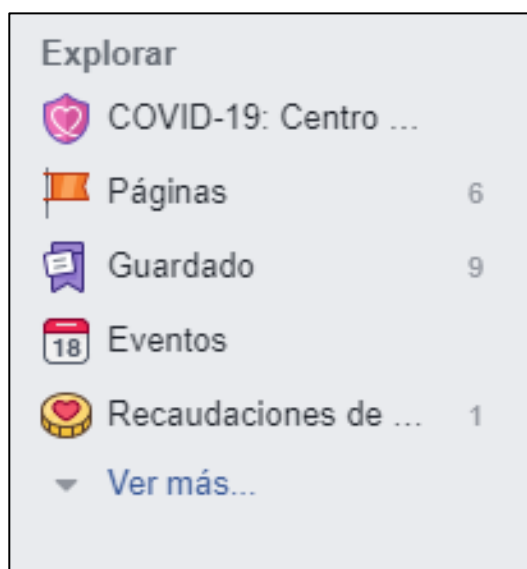 Explorar
COVID-19: Centro ...
Páginas 6
Guardado 9
18 Eventos
Recaudaciones de ... 1
Ver más...